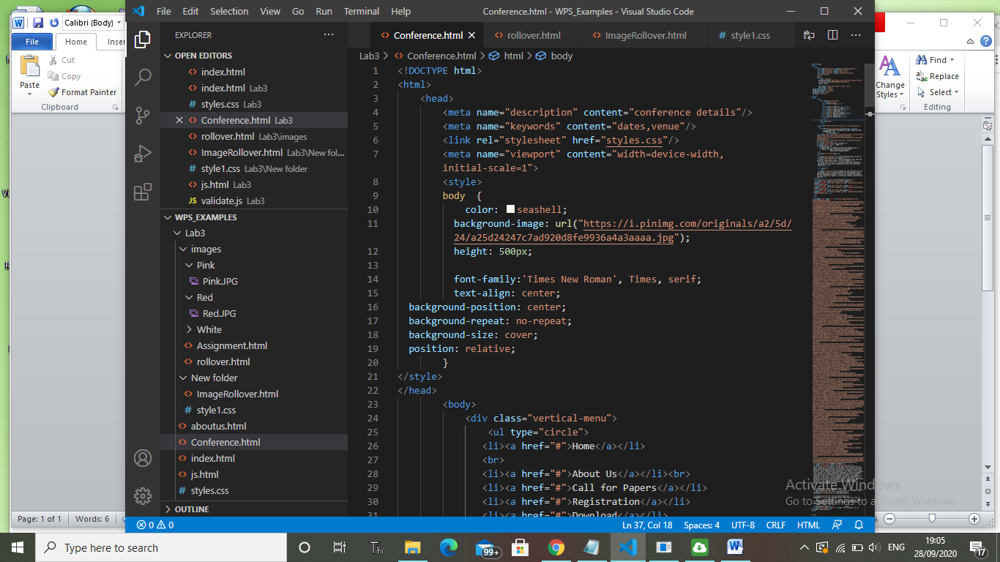 File Edit Selection View Go Run Terminal Help Conference.html - WPS_Examples - Visual Studio Code
Calibri (Body)
File Home
Cut
Copy
Format Painter
Paste
Clipboard
Change Styles
Find
Replace
Select
Editing
EXPLORER
OPEN EDITORS
index.html
index.html Lab3
styles.css Lab3
Conference.html Lab3
rollover.html Lab3\images
ImageRollover.html Lab3\New fol...
style1.css Lab3\New folder
js.html Lab3
JS validate.js Lab3
WPS_EXAMPLES
Lab3
images
Pink
Pink.JPG
Red
Red.JPG
White
Assignment.html
rollover.html
New folder
ImageRollover.html
style1.css
aboutus.html
Conference.html
index.html
js.html
styles.css
OUTLINE
Conference.html rollover.html ImageRollover.html style1.css
Lab3 > Conference.html > html > body
1 <!DOCTYPE html>
2 <html>
3 <head>
4 <meta name="description" content="conference details"/>
5 <meta name="keywords" content="dates,venue"/>
6 <link rel="stylesheet" href="styles.css"/>
7 <meta name="viewport" content="width=device-width,
initial-scale=1">
8 <style>
9 body {
10 color: seashell;
11 background-image: url("https://i.pinimg.com/originals/a2/5d/
24/a25d24247c7ad920d8fe9936a4a3aaaa.jpg");
12 height: 500px;
13
14 font-family:'Times New Roman', Times, serif;
15 text-align: center;
16 background-position: center;
17 background-repeat: no-repeat;
18 background-size: cover;
19 position: relative;
20 }
21 </style>
22 </head>
23 <body>
24 <div class="vertical-menu">
25 <ul type="circle">
26 <li><a href="#">Home</a></li>
27 <br>
28 <li><a href="#">About Us</a></li><br>
29 <li><a href="#">Call for Papers</a></li>
30 <li><a href="#">Registration</a></li>
31 <li><a href="#">Download</a></li>
Activate Windows
Go to Settings to activate Windows.
Page: 1 of 1 Words: 6
0 0 Ln 37, Col 18 Spaces: 4 UTF-8 CRLF HTML
Type here to search
99+
ENG
19:05
28/09/2020
17